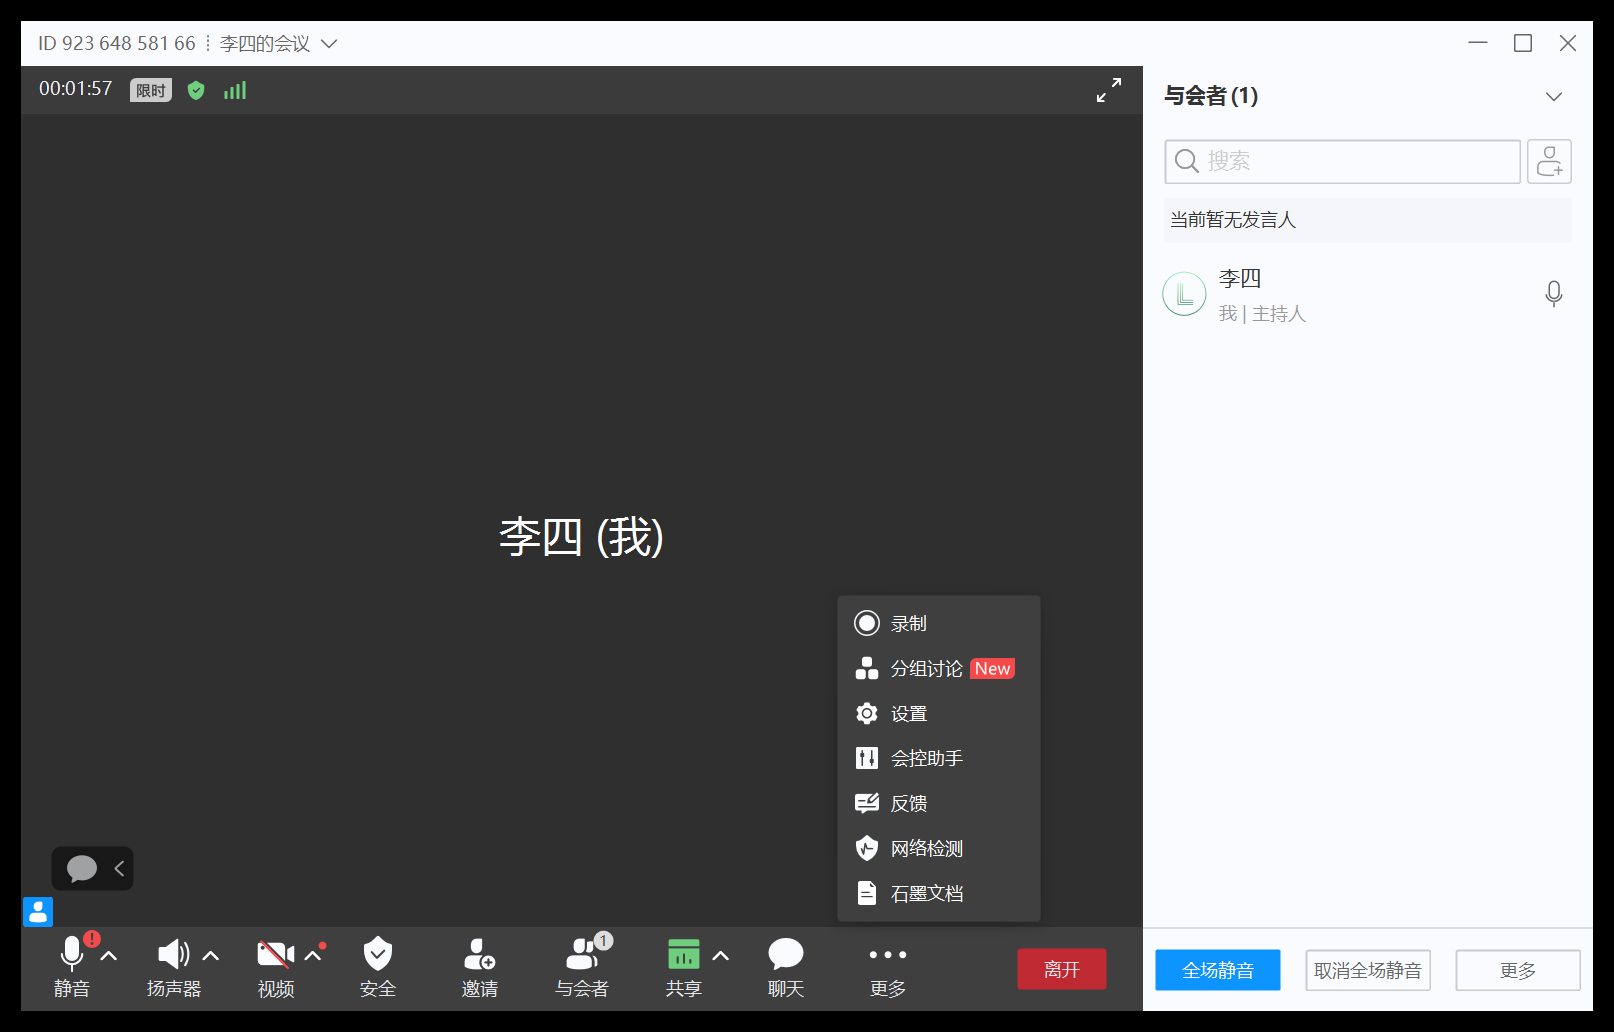 ID 923 648 581 66 李四的会议
00:01:57 限时
李四 (我)
录制
分组讨论 New
设置
会控助手
反馈
网络检测
石墨文档
静音 扬声器 视频 安全 邀请 与会者 1 共享 聊天 更多 离开
与会者 (1)
搜索
当前暂无发言人
李四
我 | 主持人
全场静音 取消全场静音 更多